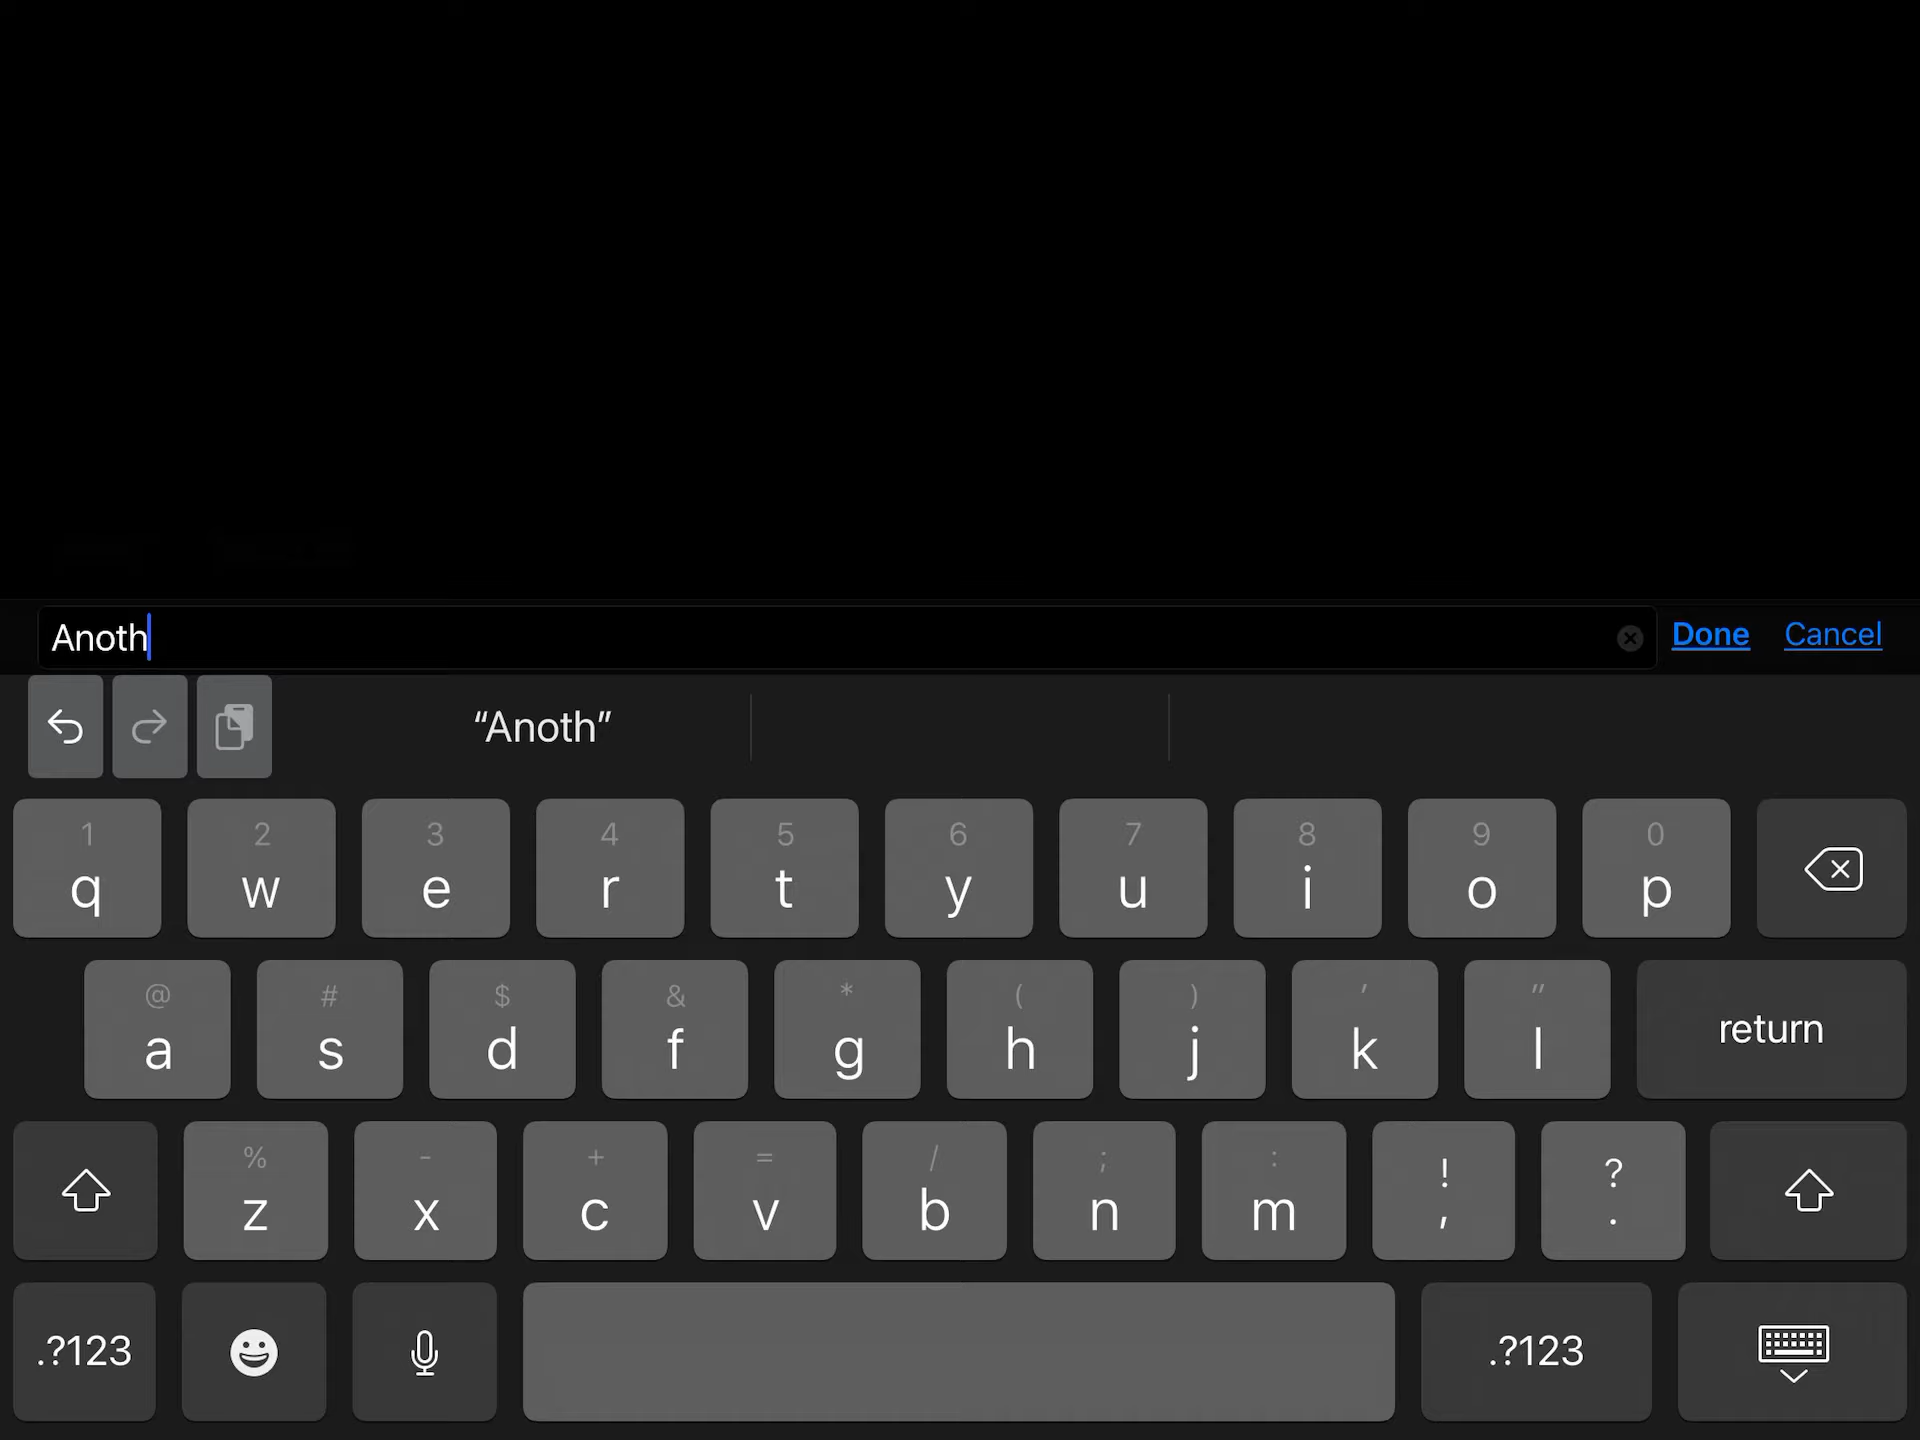 Anoth
Done Cancel
“Anoth”
1 2 3 4 5 6 7 8 9 0
q w e r t y u i o p
@ # $ & * ( ) ' "
a s d f g h j k l return
% - + = / ; : ! ?
z x c v b n m , .
.?123 .?123